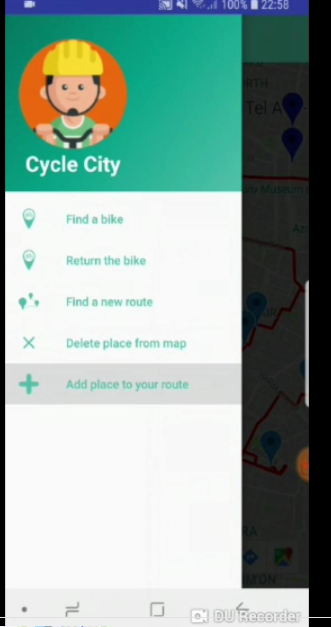 100% 22:58
Cycle City
Find a bike
Return the bike
Find a new route
Delete place from map
Add place to your route
Tel A
Museum
DU Recorder